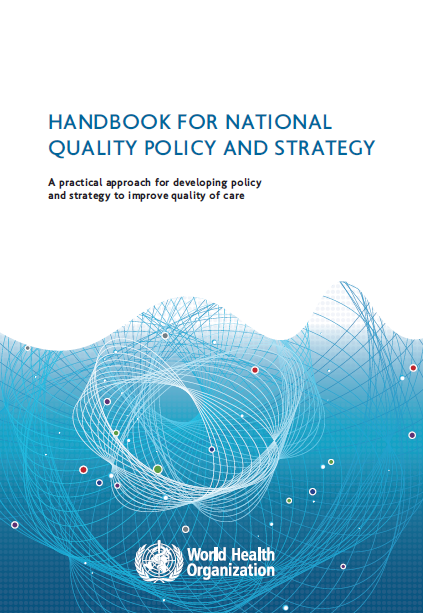 HANDBOOK FOR NATIONAL
QUALITY POLICY AND STRATEGY
A practical approach for developing policy
and strategy to improve quality of care
World Health
Organization